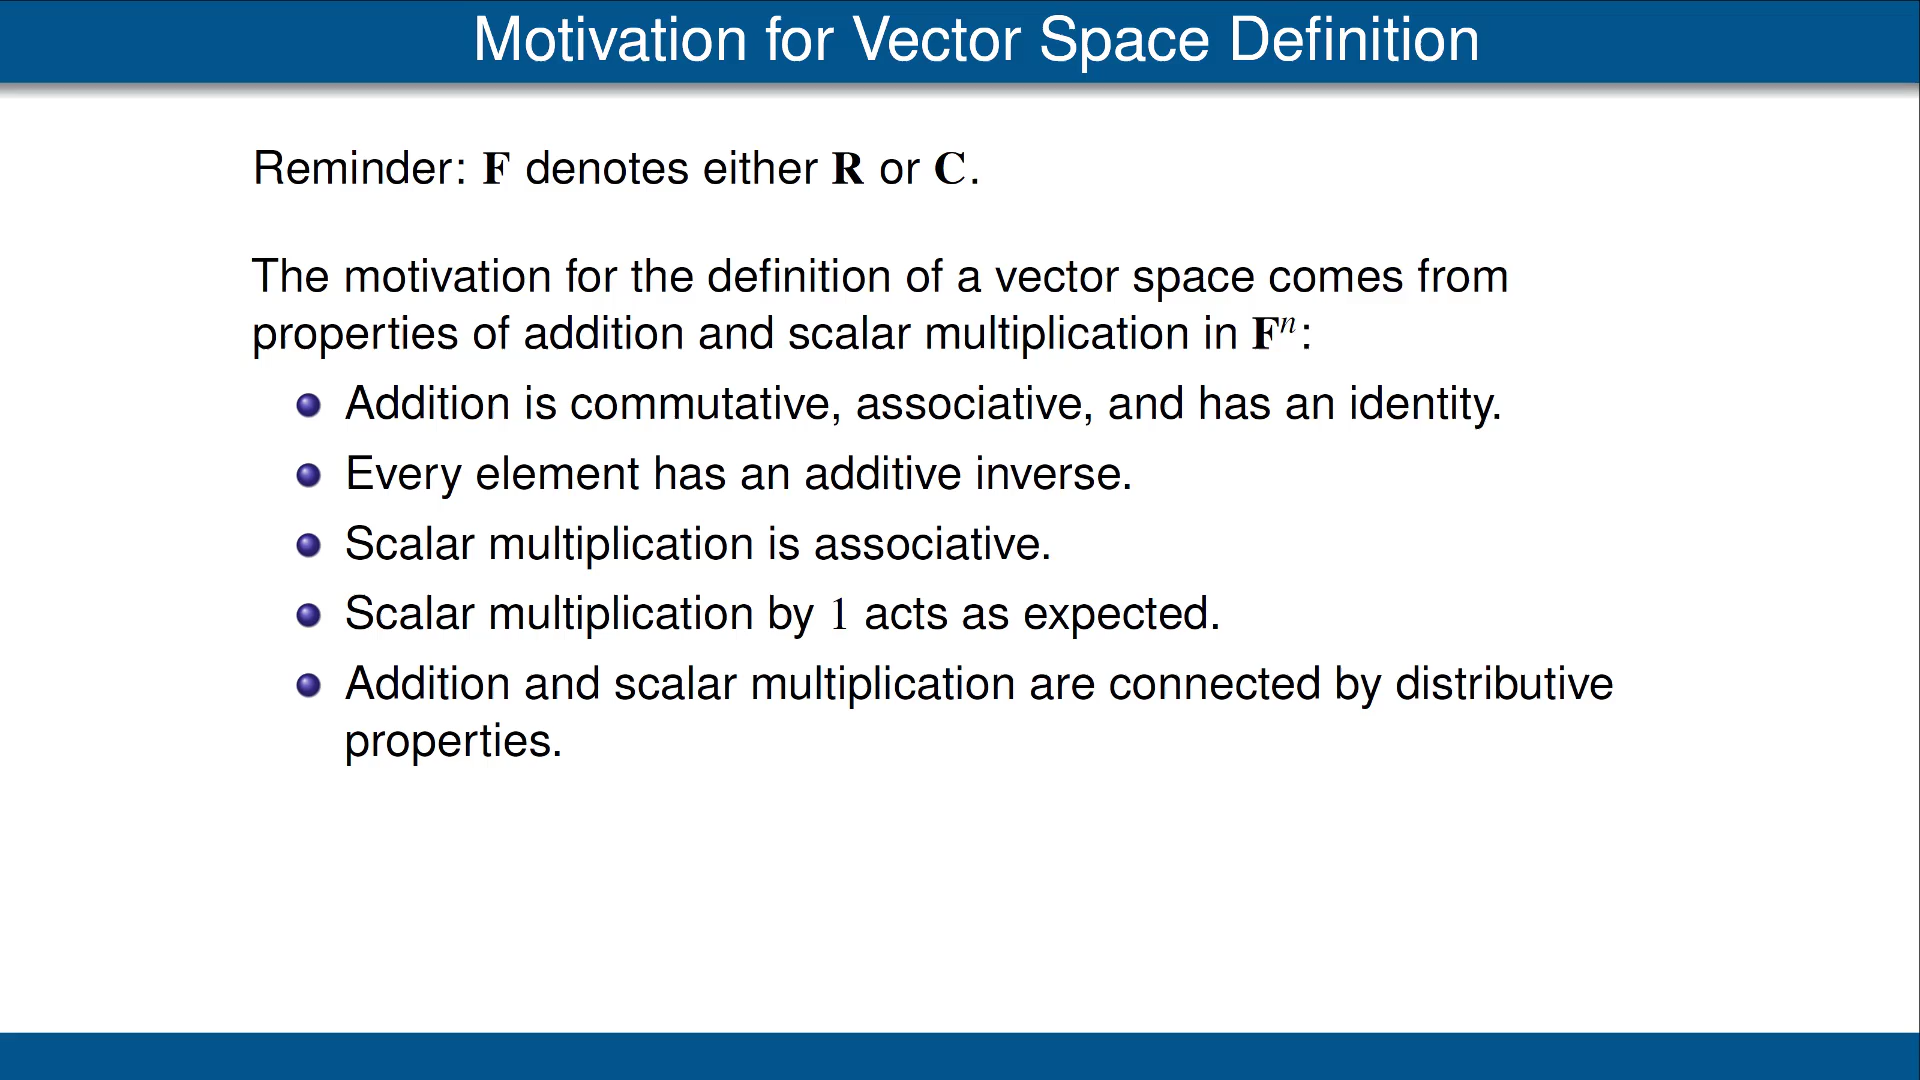 Motivation for Vector Space Definition
Reminder: F denotes either R or C.
The motivation for the definition of a vector space comes from
properties of addition and scalar multiplication in Fⁿ:
Addition is commutative, associative, and has an identity.
Every element has an additive inverse.
Scalar multiplication is associative.
Scalar multiplication by 1 acts as expected.
Addition and scalar multiplication are connected by distributive
properties.